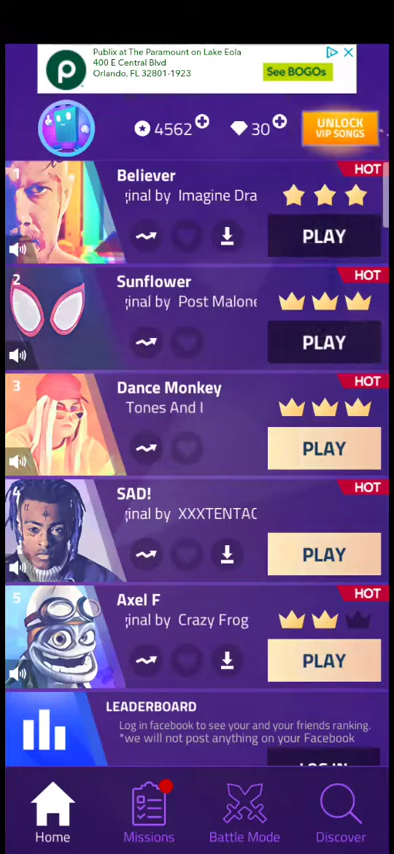 Publix at The Paramount on Lake Eola
400 E Central Blvd
Orlando, FL 32801-1923
See BOGOs
4562
30
UNLOCK
VIP SONGS
1
HOT
Believer
ginal by Imagine Dra
PLAY
2
HOT
Sunflower
ginal by Post Malone
PLAY
3
HOT
Dance Monkey
Tones And I
PLAY
4
HOT
SAD!
ginal by XXXTENTAC
PLAY
5
HOT
Axel F
ginal by Crazy Frog
PLAY
LEADERBOARD
Log in facebook to see your and your friends ranking.
*we will not post anything on your Facebook
LOG IN
Home
Missions
Battle Mode
Discover